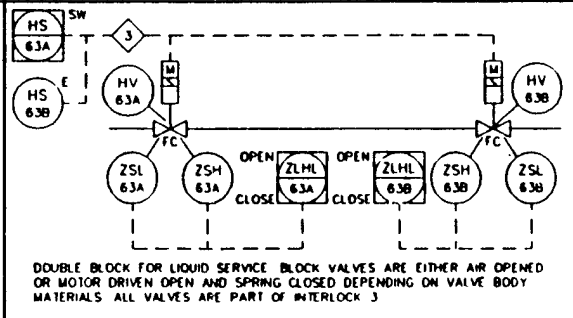 HS
63A
SW
3
HS
63B
E
M
M
HV
63A
HV
63B
FC
FC
ZSL
63A
ZSH
63A
OPEN
ZLHL
63A
CLOSE
OPEN
ZLHL
63B
CLOSE
ZSH
63B
ZSL
63B
DOUBLE BLOCK FOR LIQUID SERVICE BLOCK VALVES ARE EITHER AIR OPENED
OR MOTOR DRIVEN OPEN AND SPRING CLOSED DEPENDING ON VALVE BODY
MATERIALS ALL VALVES ARE PART OF INTERLOCK 3